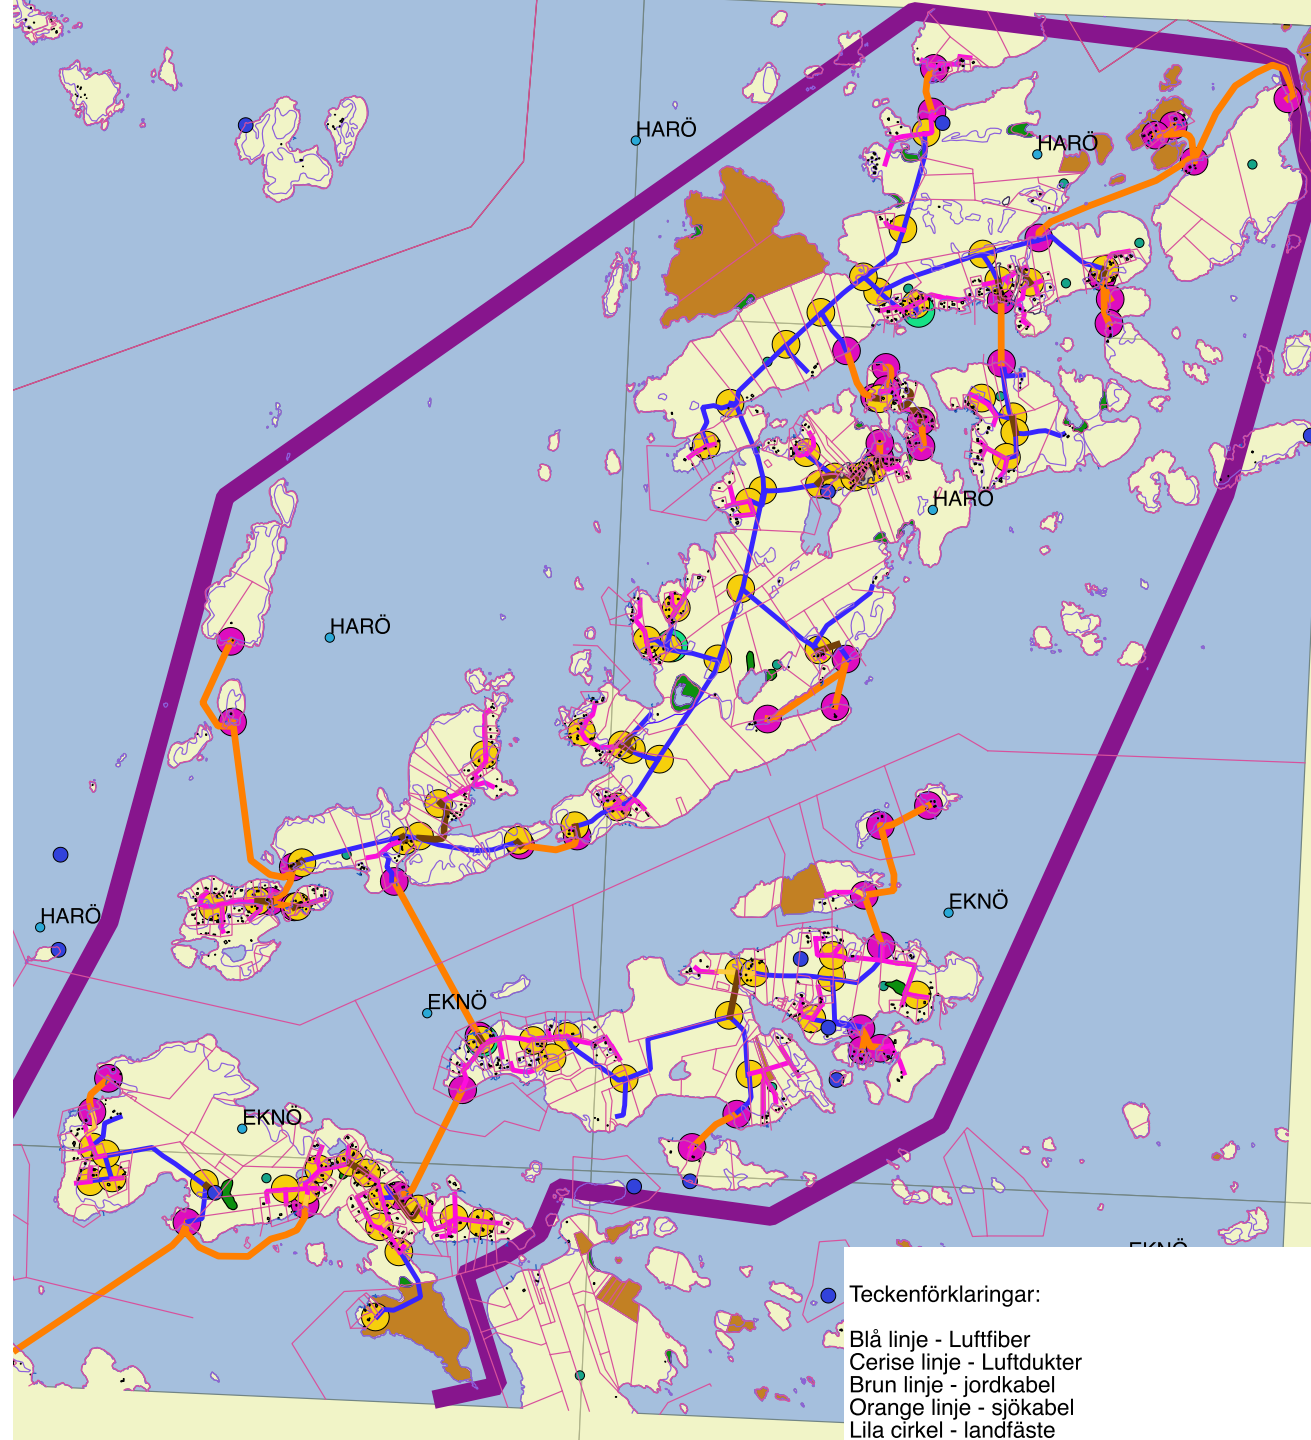 HARÖ
HARÖ
HARÖ
HARÖ
HARÖ
EKNÖ
EKNÖ
EKNÖ
EKNÖ
Teckenförklaringar:
Blå linje - Luftfiber
Cerise linje - Luftdukter
Brun linje - jordkabel
Orange linje - sjökabel
Lila cirkel - landfäste